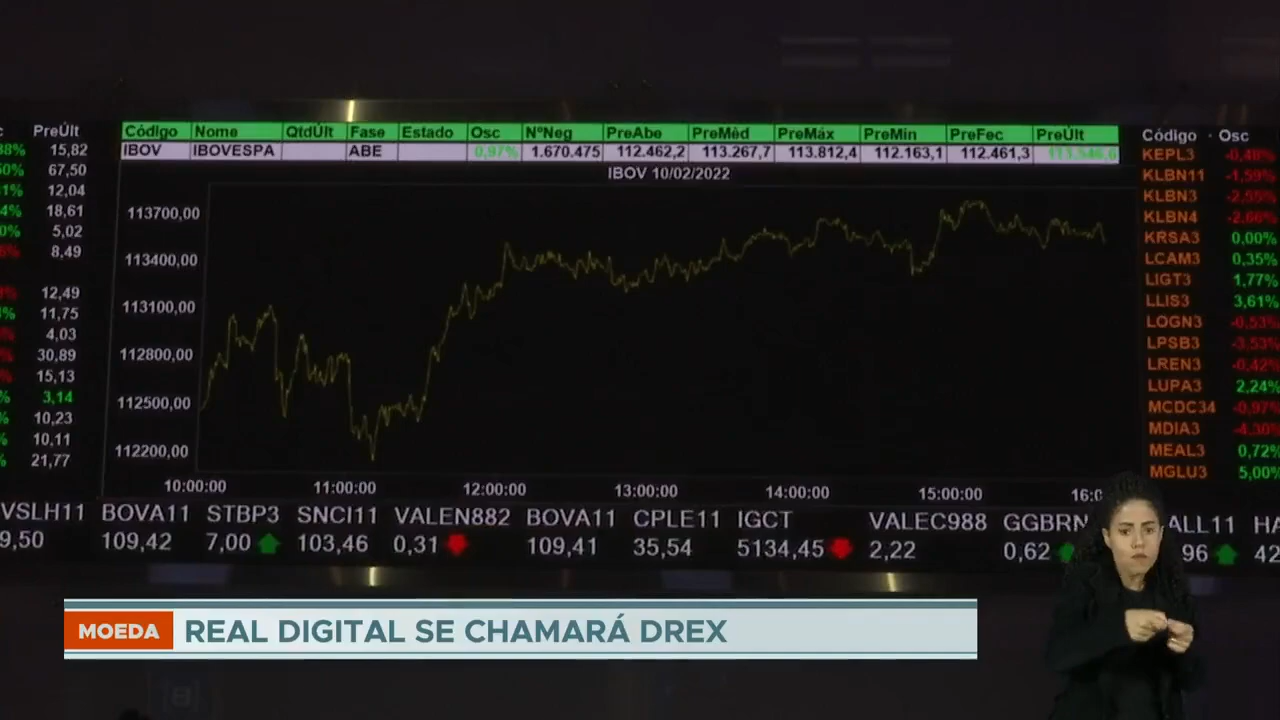 PreÚlt
15,82
67,50
12,04
18,61
5,02
8,49
12,49
11,75
4,03
30,89
15,13
3,14
10,23
10,11
21,77
Código Nome QtdÚlt Fase Estado Osc NºNeg PreAbe PreMéd PreMáx PreMin PreFec PreÚlt
IBOV IBOVESPA ABE 0,97% 1.670.475 112.462,2 113.267,7 113.812,4 112.163,1 112.461,3
IBOV 10/02/2022
113700,00
113400,00
113100,00
112800,00
112500,00
112200,00
10:00:00 11:00:00 12:00:00 13:00:00 14:00:00 15:00:00
Código · Osc
KEPL3 -0,48%
KLBN11 -1,59%
KLBN3 -2,55%
KLBN4 -2,66%
KRSA3 0,00%
LCAM3 0,35%
LIGT3 1,77%
LLIS3 3,61%
LOGN3 -0,53%
LPSB3 -3,53%
LREN3 -0,42%
LUPA3 2,24%
MCDC34 -0,97%
MDIA3 -4,30%
MEAL3 0,72%
MGLU3 5,00%
VSLH11 BOVA11 STBP3 SNCI11 VALEN882 BOVA11 CPLE11 IGCT VALEC988 GGBRN ALL11 HA
9,50 109,42 7,00 103,46 0,31 109,41 35,54 5134,45 2,22 0,62 96 42
MOEDA REAL DIGITAL SE CHAMARÁ DREX